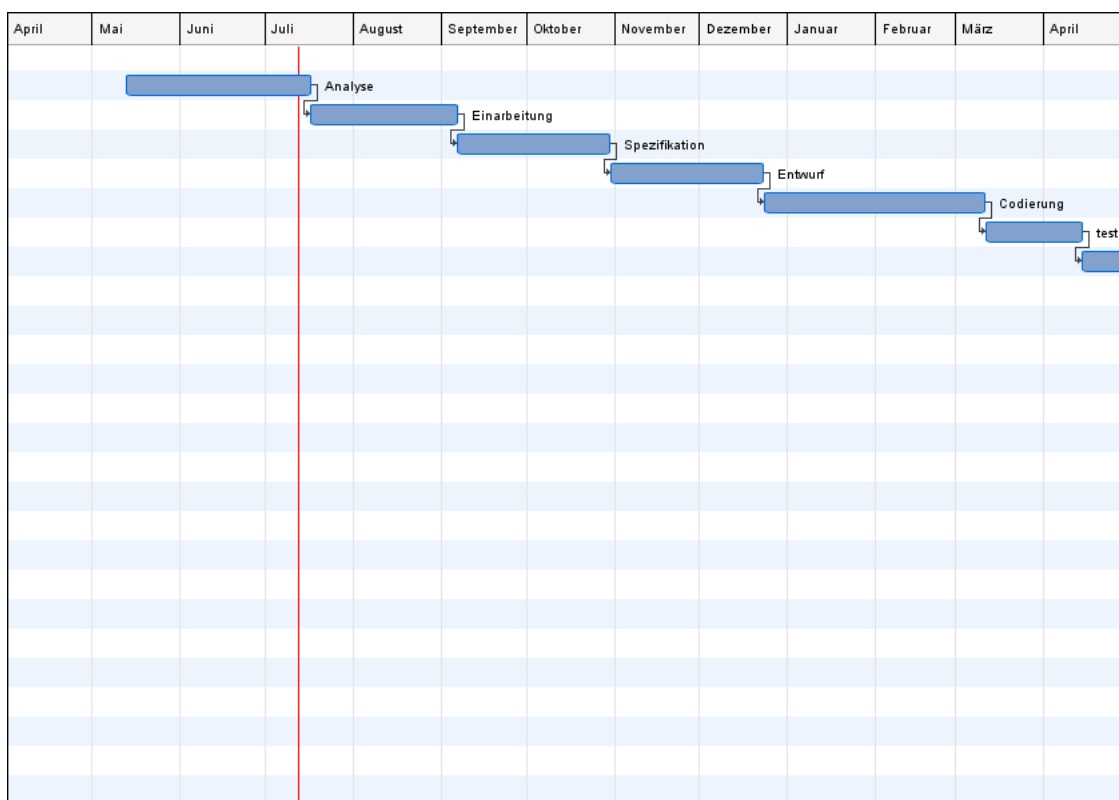 April Mai Juni Juli August September Oktober November Dezember Januar Februar März April
Analyse
Einarbeitung
Spezifikation
Entwurf
Codierung
test